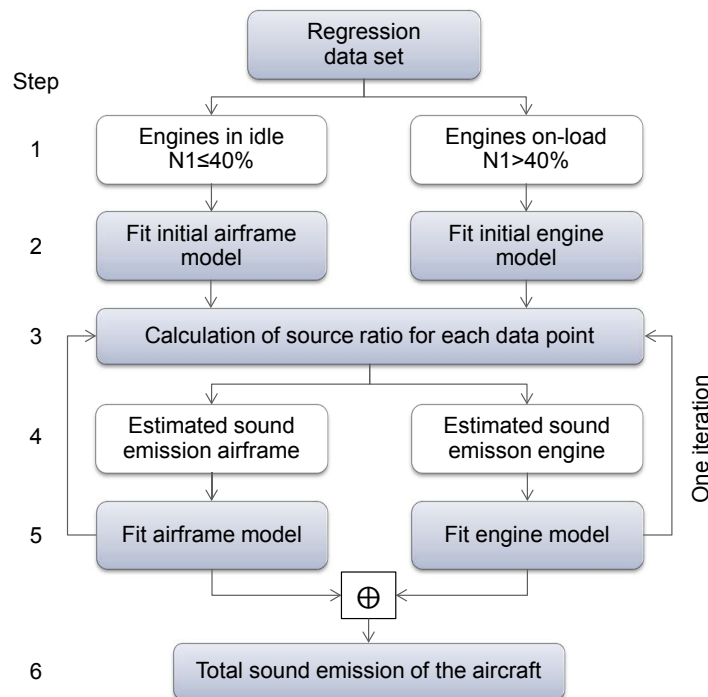 Regression
data set
Step
1
Engines in idle
N1≤40%
Engines on-load
N1>40%
2
Fit initial airframe
model
Fit initial engine
model
3
Calculation of source ratio for each data point
4
Estimated sound
emission airframe
Estimated sound
emisson engine
One iteration
5
Fit airframe model
Fit engine model
⊕
6
Total sound emission of the aircraft